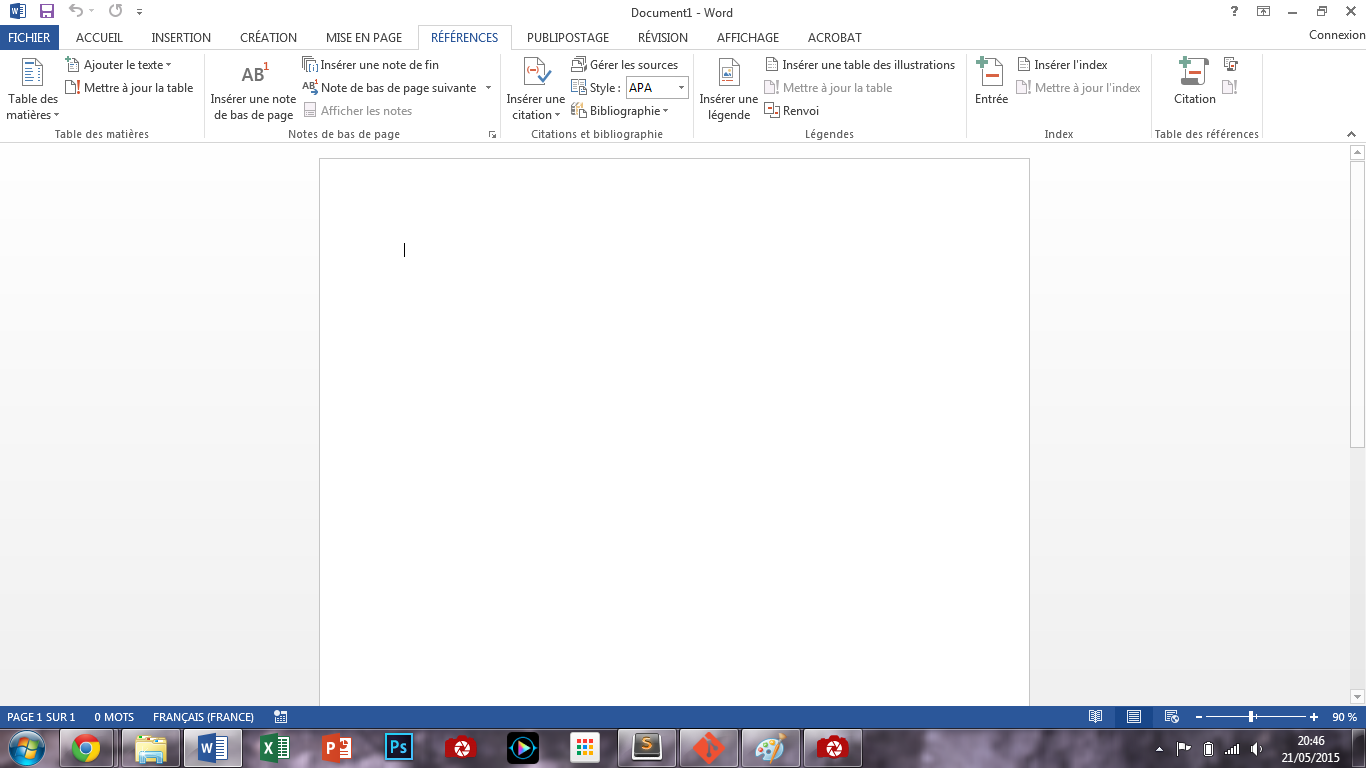 Document1 - Word
?
FICHIER ACCUEIL INSERTION CRÉATION MISE EN PAGE RÉFÉRENCES PUBLIPOSTAGE RÉVISION AFFICHAGE ACROBAT Connexion
Table des
matières
Ajouter le texte
Mettre à jour la table
Table des matières
AB1
Insérer une note
de bas de page
Insérer une note de fin
AB1 Note de bas de page suivante
Afficher les notes
Notes de bas de page
Insérer une
citation
Gérer les sources
Style : APA
Bibliographie
Citations et bibliographie
Insérer une
légende
Insérer une table des illustrations
Mettre à jour la table
Renvoi
Légendes
Entrée
Insérer l'index
Mettre à jour l'index
Index
Citation
Table des références
PAGE 1 SUR 1 0 MOTS FRANÇAIS (FRANCE) 90 %
Ps
20:46
21/05/2015